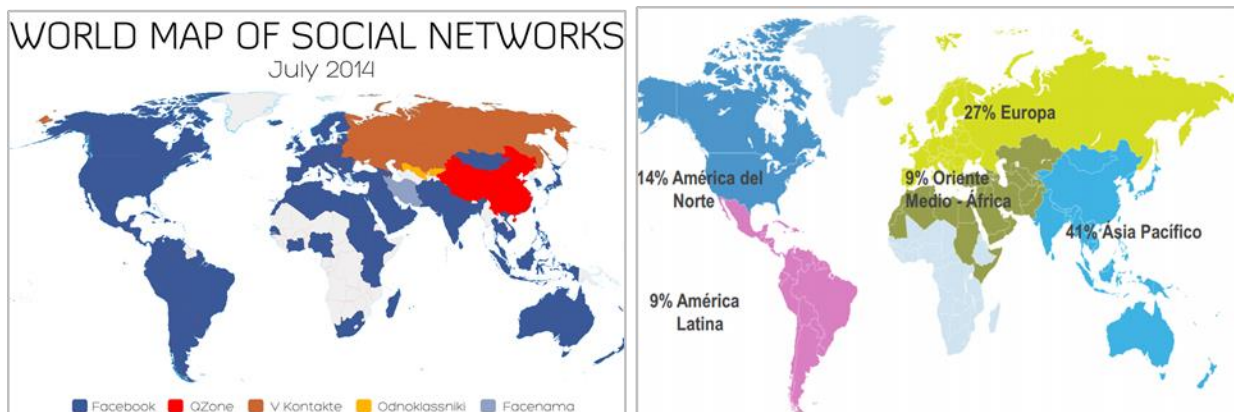 WORLD MAP OF SOCIAL NETWORKS
July 2014
Facebook QZone V Kontakte Odnoklassniki Facenama
27% Europa
14% América del
Norte
9% Oriente
Medio - África
41% Ásia Pacífico
9% América
Latina